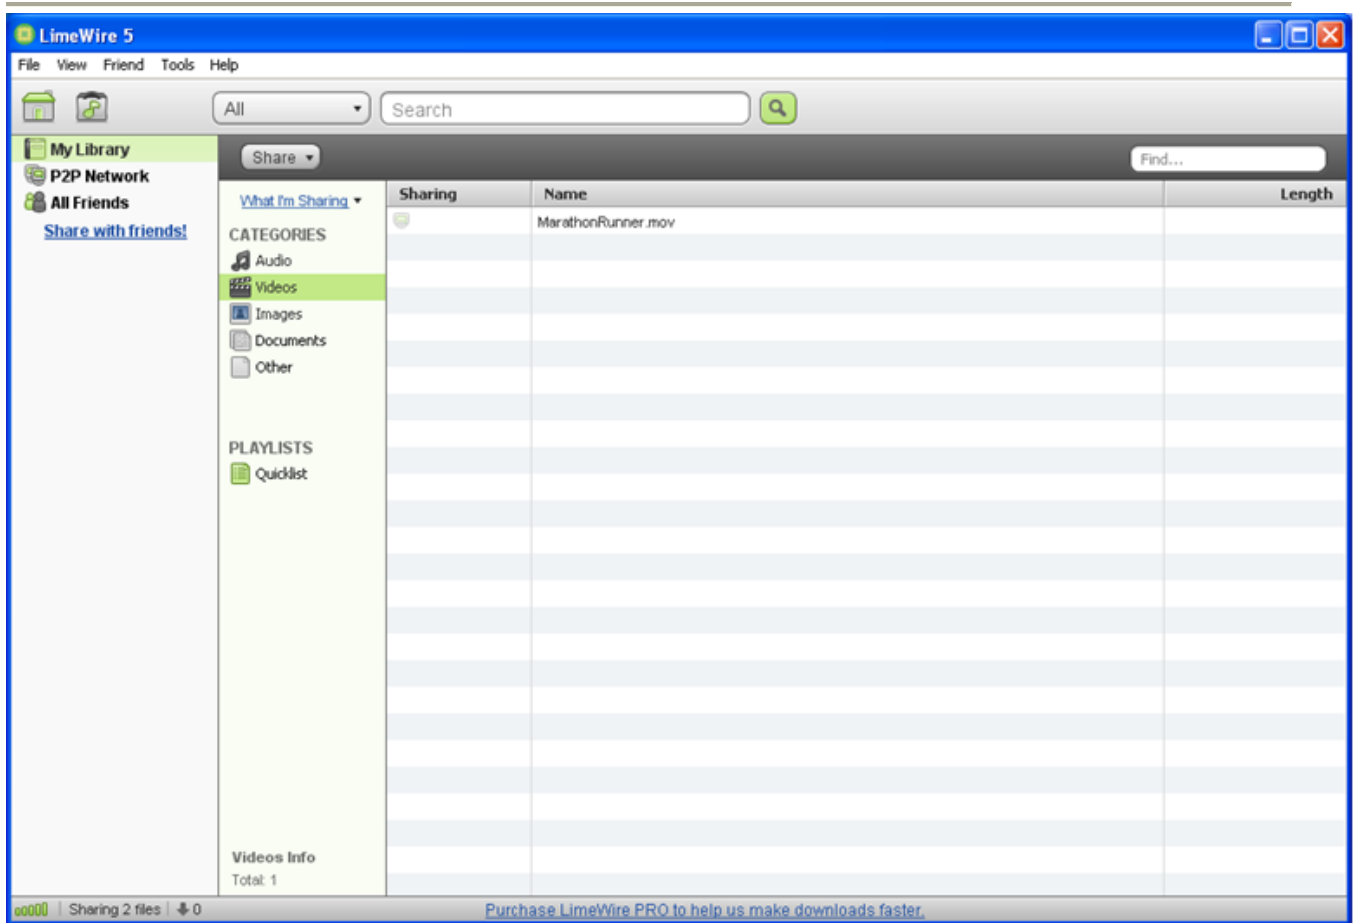 LimeWire 5
File View Friend Tools Help
All Search
My Library
P2P Network
All Friends
Share with friends!
Share Find...
What I'm Sharing
CATEGORIES
Audio
Videos
Images
Documents
Other
PLAYLISTS
Quicklist
Videos Info
Total: 1
Sharing Name Length
MarathonRunner.mov
Sharing 2 files 0
Purchase LimeWire PRO to help us make downloads faster.